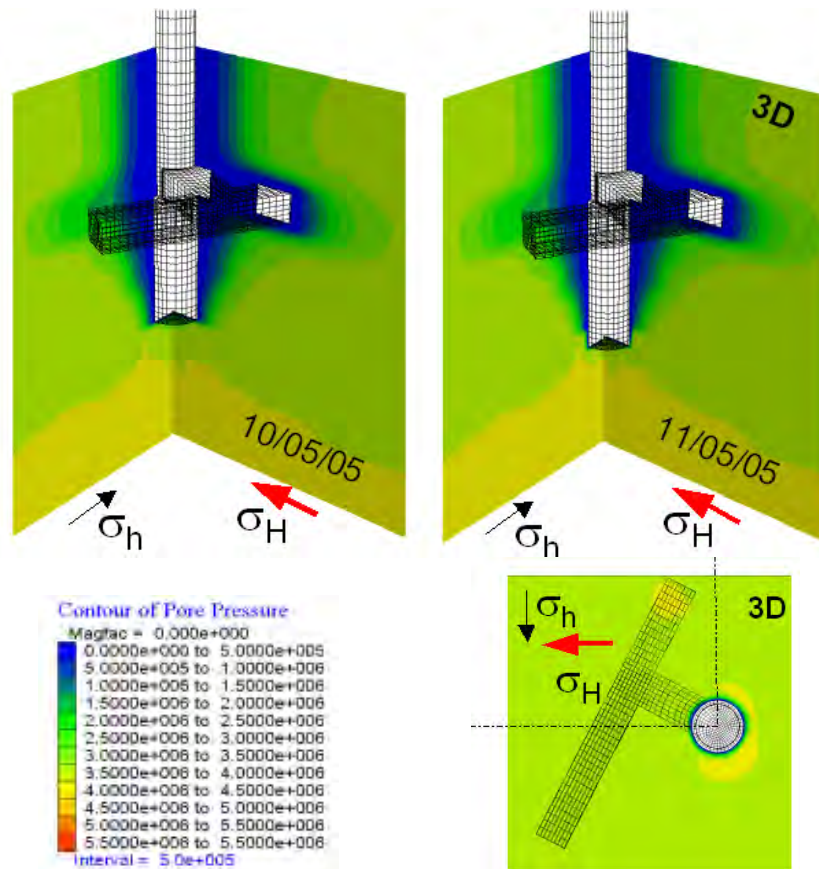 3D
10/05/05
σh
σH
11/05/05
σh
σH
Contour of Pore Pressure
Magfac = 0.000e+000
0.0000e+000 to 5.0000e+005
5.0000e+005 to 1.0000e+006
1.0000e+006 to 1.5000e+006
1.5000e+006 to 2.0000e+006
2.0000e+006 to 2.5000e+006
2.5000e+006 to 3.0000e+006
3.0000e+006 to 3.5000e+006
3.5000e+006 to 4.0000e+006
4.0000e+006 to 4.5000e+006
4.5000e+006 to 5.0000e+006
5.0000e+006 to 5.5000e+006
5.5000e+006 to 5.5000e+006
Interval = 5.0e+005
σh
3D
σH